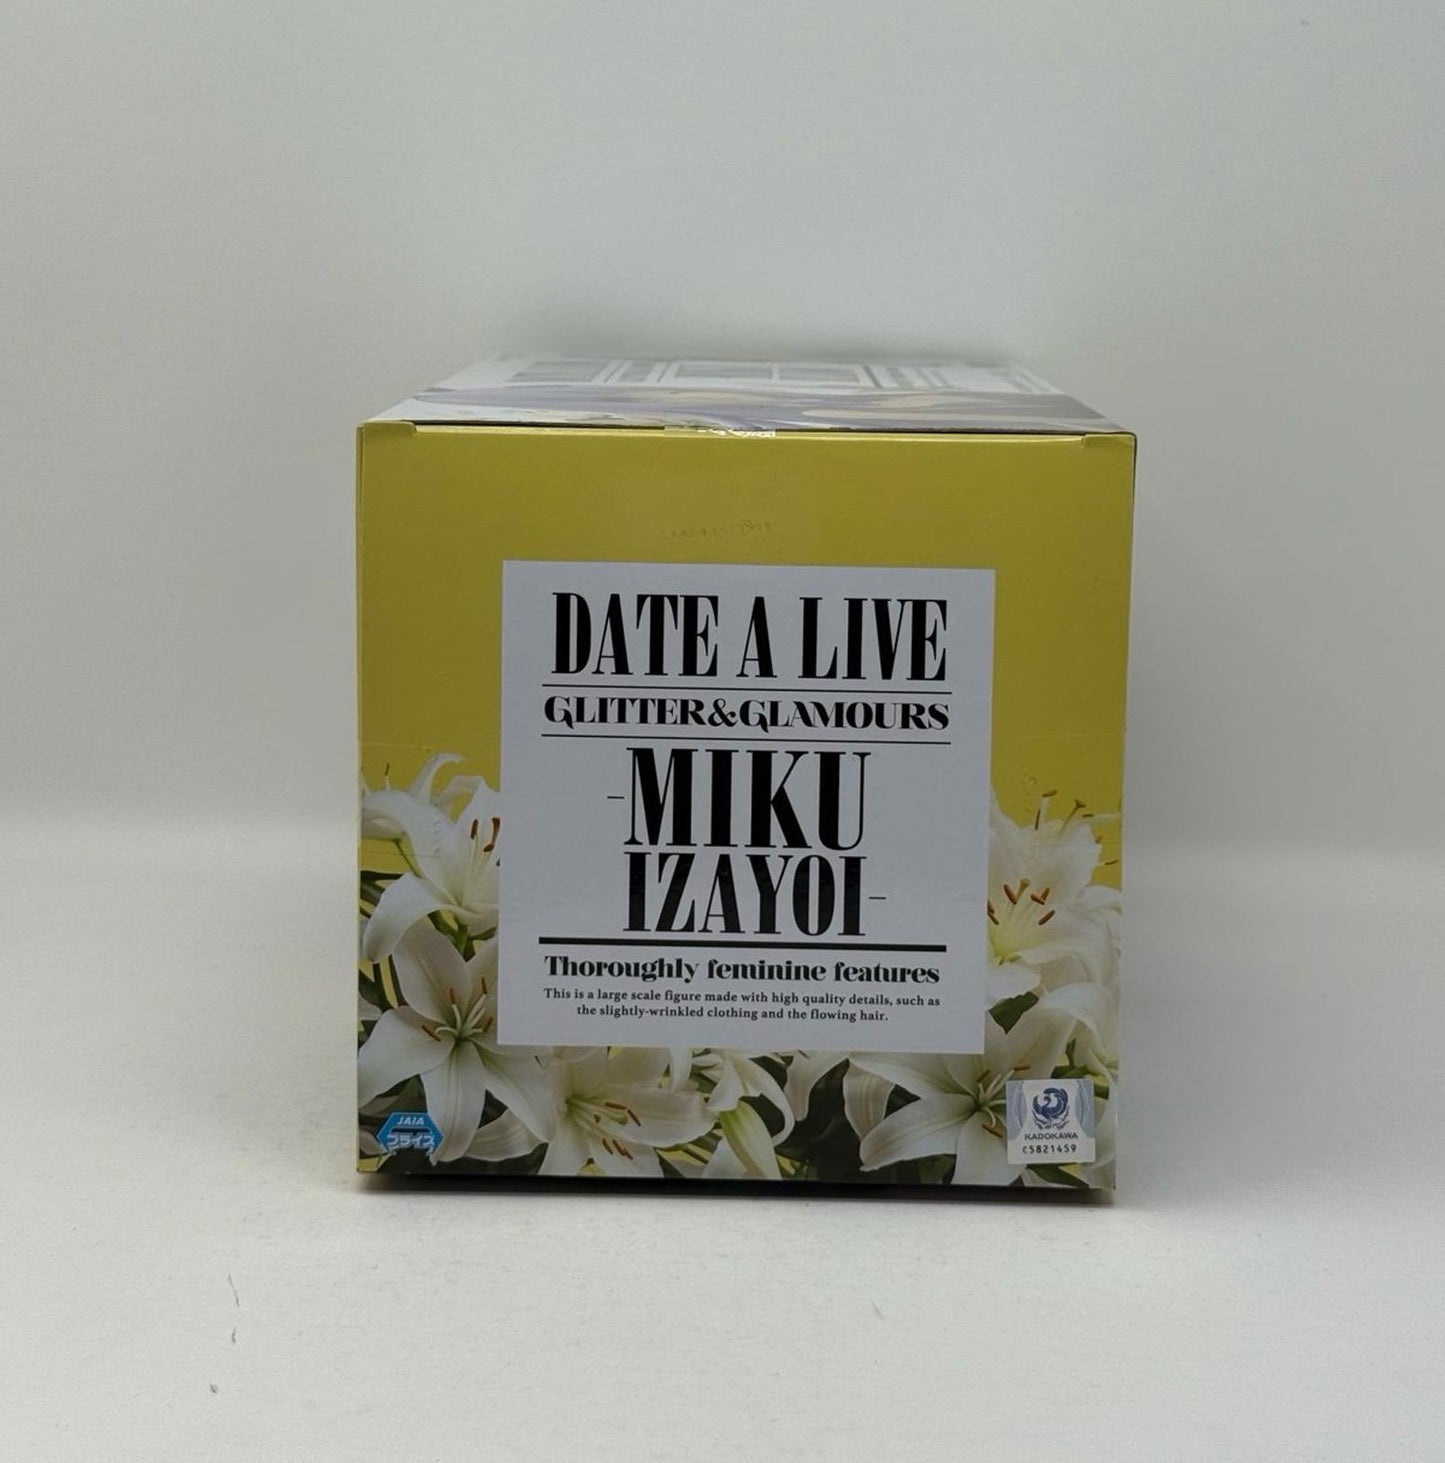 DATE A LIVE
GLITTER&GLAMOURS
-MIKU
IZAYOI-
Thoroughly feminine features
This is a large scale figure made with high quality details, such as
the slightly-wrinkled clothing and the flowing hair.
JAIA
プライズ
KADOKAWA
C5821459